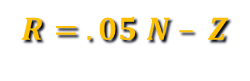 R = .05 N – Z